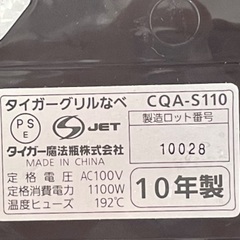 タイガーグリルなべ CQA-S110
PS
E
JET
製造ロット番号
10028
タイガー魔法瓶株式会社
MADE IN CHINA
定格電圧 AC100V
定格消費電力 1100W
温度ヒューズ 192℃
10年製